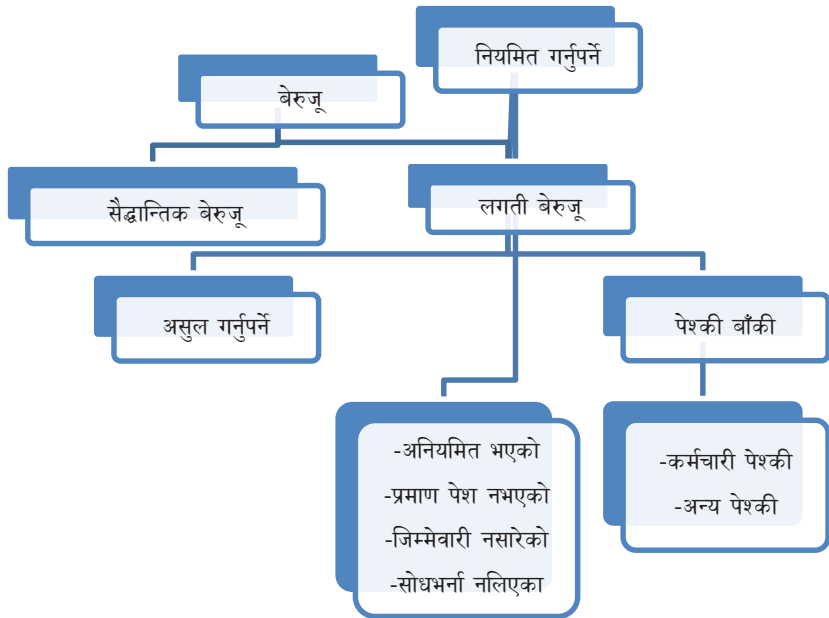 नियमित गर्नुपर्ने
बेरुजू
सैद्धान्तिक बेरुजू
लगती बेरुजू
असुल गर्नुपर्ने
पेश्की बाँकी
-अनियमित भएको
-प्रमाण पेश नभएको
-जिम्मेवारी नसारेको
-सोधभर्ना नलिएका
-कर्मचारी पेश्की
-अन्य पेश्की